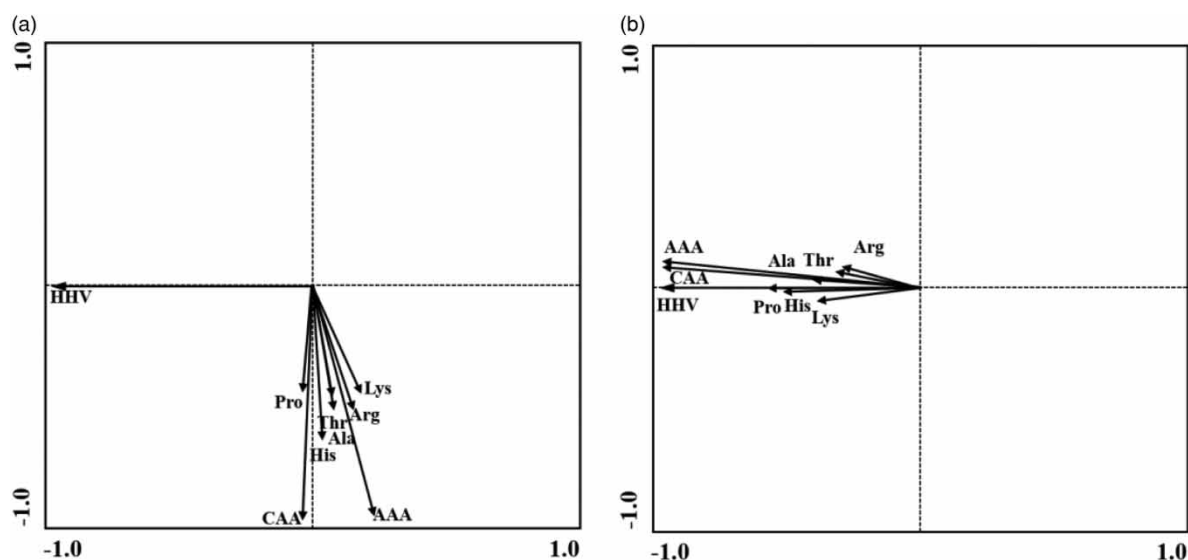 (a)
1.0
HHV
Pro
Lys
Thr
Arg
Ala
His
CAA
AAA
-1.0
-1.0
1.0
(b)
1.0
AAA
Ala
Thr
Arg
CAA
HHV
Pro
His
Lys
-1.0
-1.0
1.0